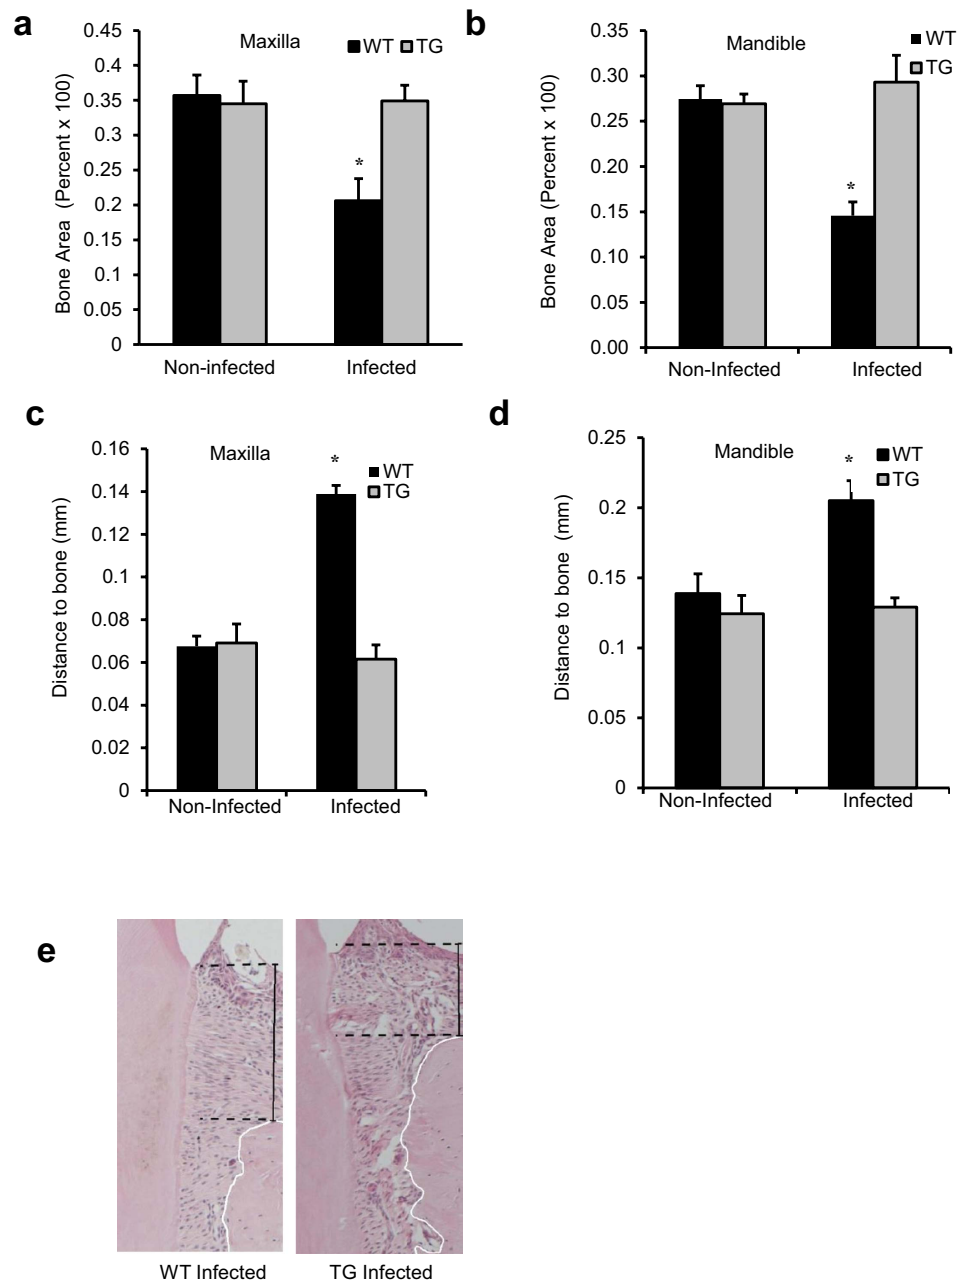 a
Maxilla
WT TG
Bone Area (Percent x 100)
0.45
0.4
0.35
0.3
0.25
0.2
0.15
0.1
0.05
0
*
Non-infected Infected
b
Mandible
WT
TG
Bone Area (Percent x 100)
0.35
0.30
0.25
0.20
0.15
0.10
0.05
0.00
*
Non-Infected Infected
c
Maxilla
WT
TG
Distance to bone (mm)
0.16
0.14
0.12
0.1
0.08
0.06
0.04
0.02
0
*
Non-Infected Infected
d
Mandible
WT
TG
Distance to bone (mm)
0.25
0.2
0.15
0.1
0.05
0
*
Non-Infected Infected
e
WT Infected TG Infected